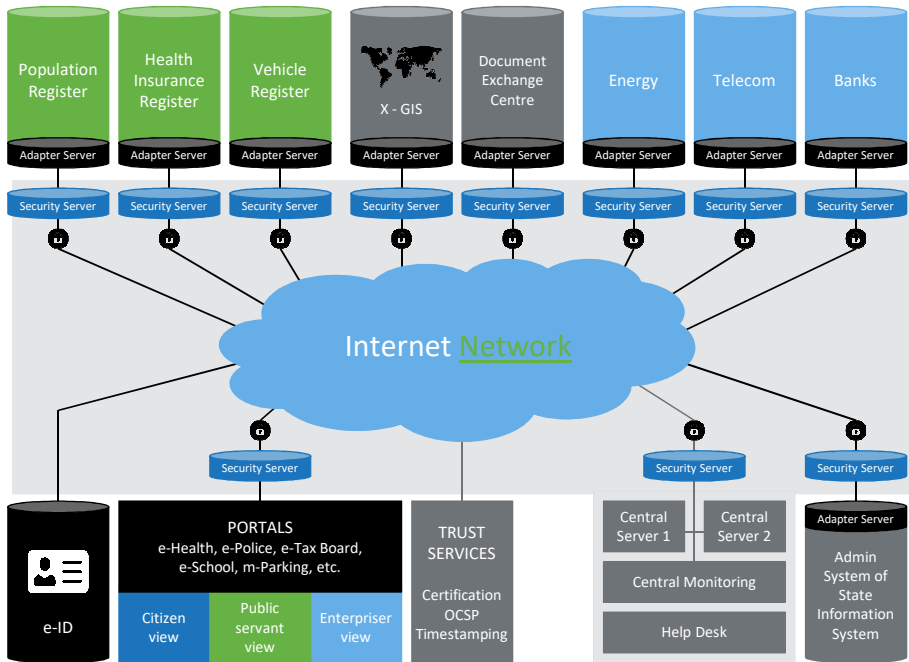 Population
Register
Health
Insurance
Register
Vehicle
Register
X - GIS
Document
Exchange
Centre
Energy
Telecom
Banks
Adapter Server
Adapter Server
Adapter Server
Adapter Server
Adapter Server
Adapter Server
Adapter Server
Adapter Server
Security Server
Security Server
Security Server
Security Server
Security Server
Security Server
Security Server
Security Server
Internet Network
Security Server
Security Server
Security Server
e-ID
PORTALS
e-Health, e-Police, e-Tax Board,
e-School, m-Parking, etc.
Citizen
view
Public
servant
view
Enterpriser
view
TRUST
SERVICES
Certification
OCSP
Timestamping
Central
Server 1
Central
Server 2
Central Monitoring
Help Desk
Adapter Server
Admin
System of
State
Information
System